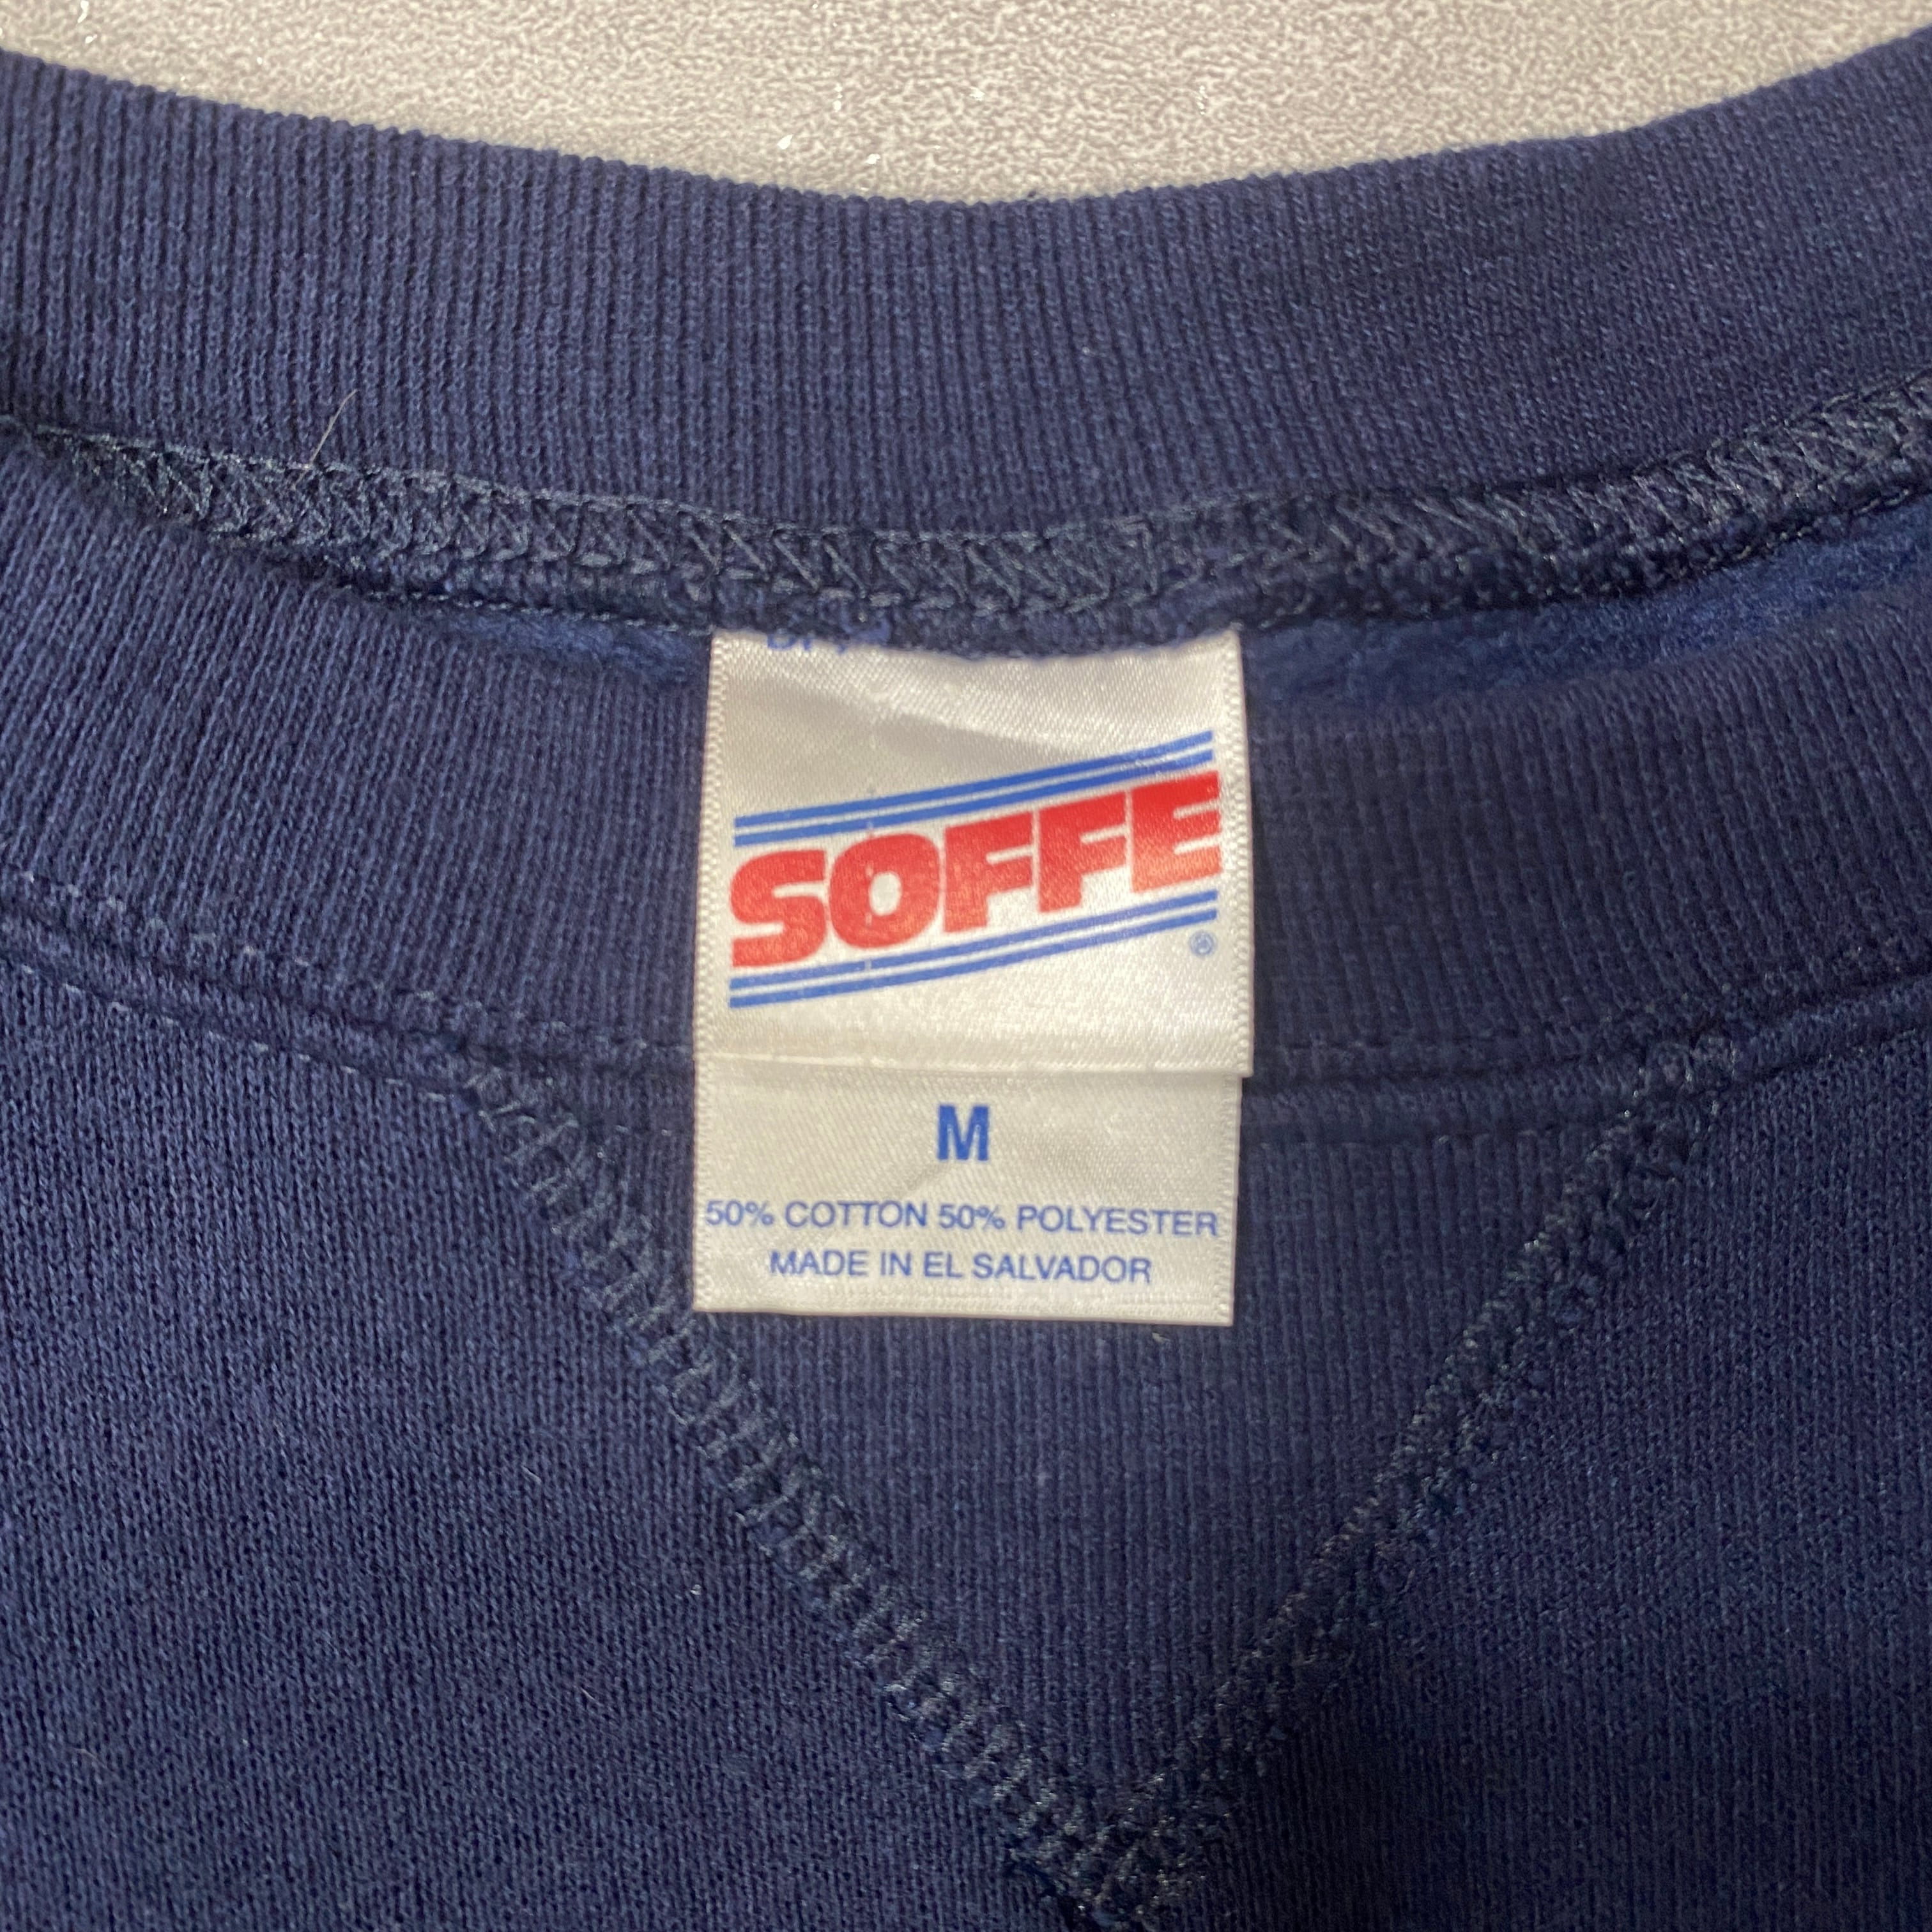 SOFFE
®
M
50% COTTON 50% POLYESTER
MADE IN EL SALVADOR